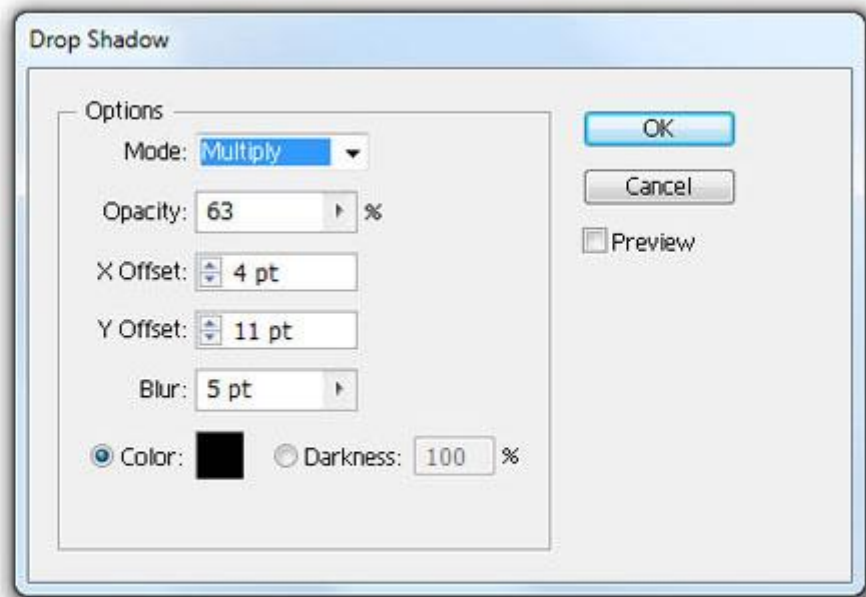 Drop Shadow
Options
Mode: Multiply
Opacity: 63 %
X Offset: 4 pt
Y Offset: 11 pt
Blur: 5 pt
Color: Darkness: 100 %
OK
Cancel
Preview